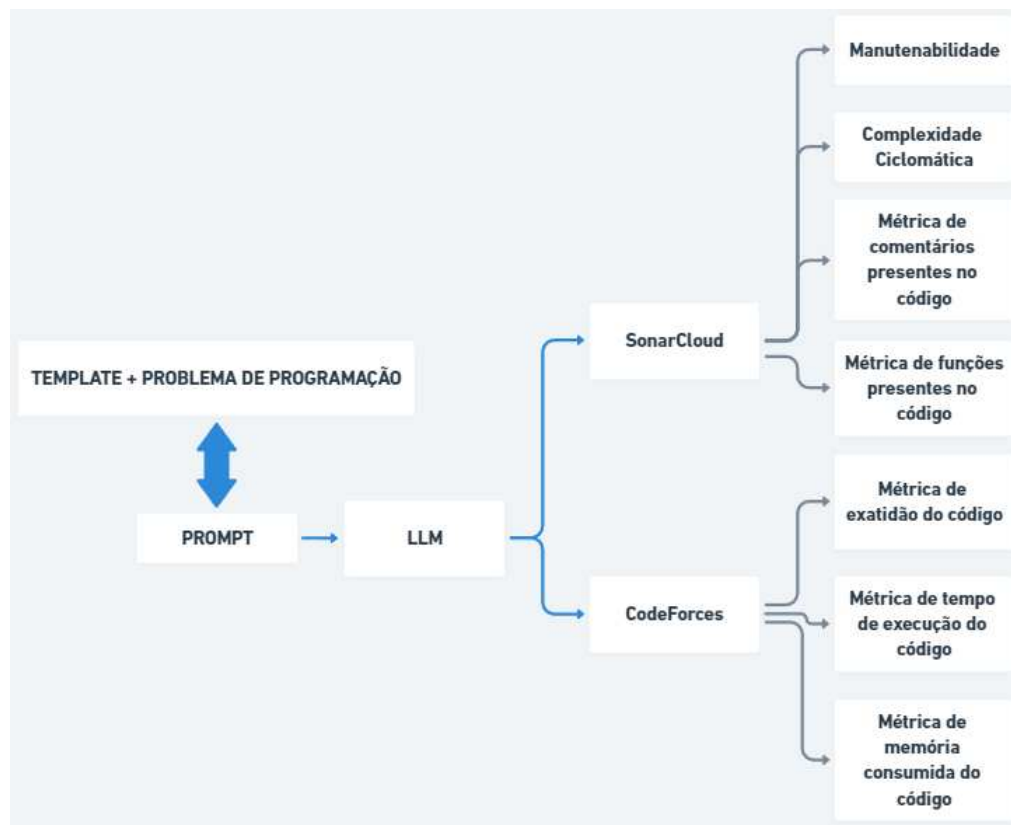 TEMPLATE + PROBLEMA DE PROGRAMAÇÃO
PROMPT
LLM
SonarCloud
Manutenabilidade
Complexidade
Ciclomática
Métrica de
comentários
presentes no
código
Métrica de funções
presentes no
código
CodeForces
Métrica de
exatidão do código
Métrica de tempo
de execução do
código
Métrica de
memória
consumida do
código